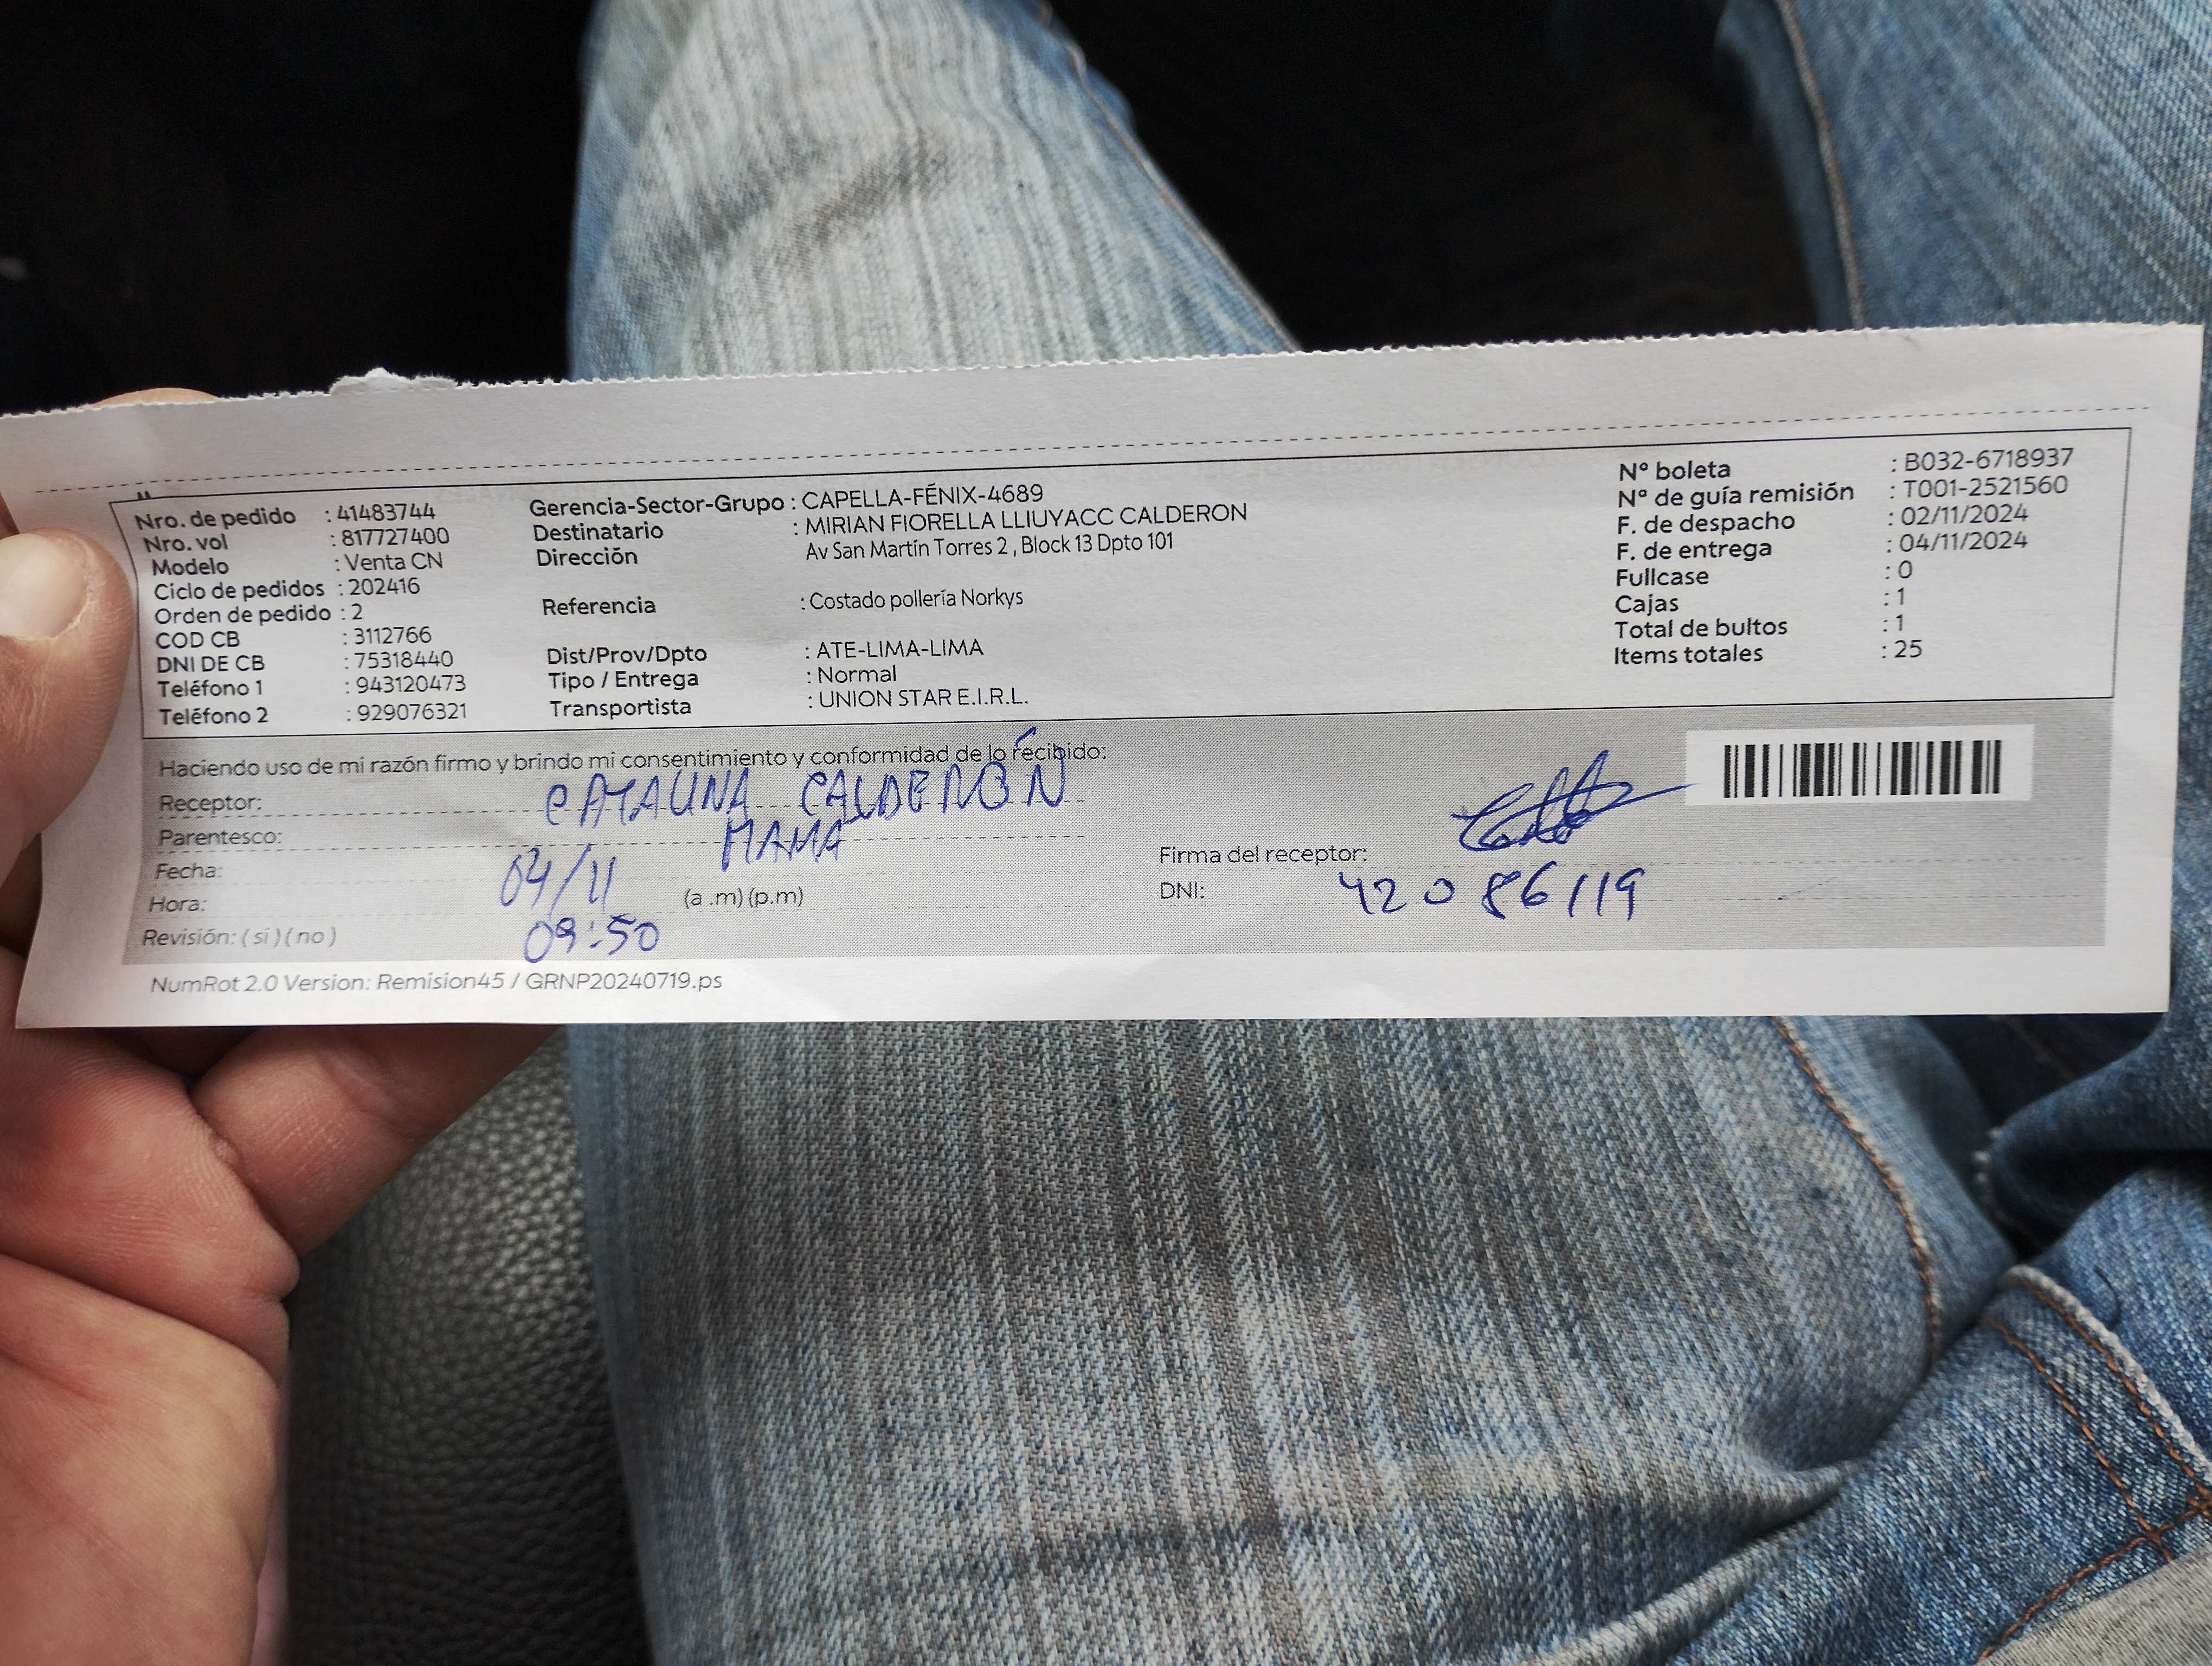 Nro. de pedido : 41483744
Nro. vol : 817727400
Modelo : Venta CN
Ciclo de pedidos : 202416
Orden de pedido : 2
COD CB : 3112766
DNI DE CB : 75318440
Teléfono 1 : 943120473
Teléfono 2 : 929076321
Gerencia-Sector-Grupo : CAPELLA-FÉNIX-4689
Destinatario : MIRIAN FIORELLA LLIUYACC CALDERON
Dirección Av San Martín Torres 2 , Block 13 Dpto 101
Referencia : Costado pollería Norkys
Dist/Prov/Dpto : ATE-LIMA-LIMA
Tipo / Entrega : Normal
Transportista : UNION STAR E.I.R.L.
N° boleta : B032-6718937
N° de guía remisión : T001-2521560
F. de despacho : 02/11/2024
F. de entrega : 04/11/2024
Fullcase : 0
Cajas : 1
Total de bultos : 1
Items totales : 25
Haciendo uso de mi razón firmo y brindo mi consentimiento y conformidad de lo recibido:
Receptor: CATALINA CALDERÓN
Parentesco: MAMA
Fecha: 04/11
Hora: 09:50 (a .m) (p.m)
Revisión: ( si ) ( no )
Firma del receptor:
DNI: 42086119
NumRot 2.0 Version: Remision45 / GRNP20240719.ps